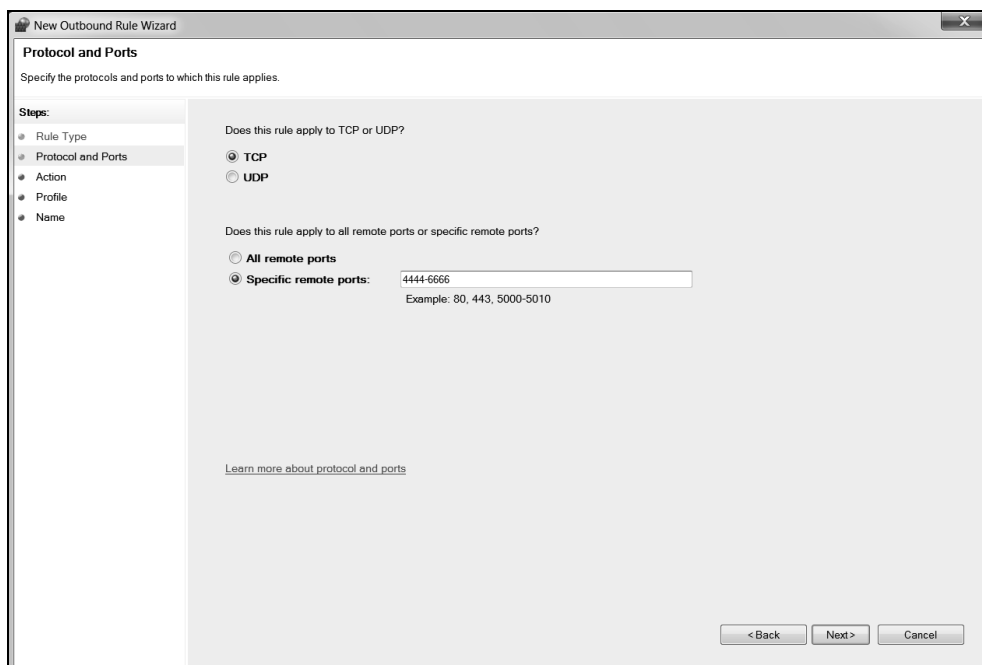 New Outbound Rule Wizard
Protocol and Ports
Specify the protocols and ports to which this rule applies.
Steps:
Rule Type
Protocol and Ports
Action
Profile
Name
Does this rule apply to TCP or UDP?
TCP
UDP
Does this rule apply to all remote ports or specific remote ports?
All remote ports
Specific remote ports: 4444-6666
Example: 80, 443, 5000-5010
Learn more about protocol and ports
< Back Next > Cancel